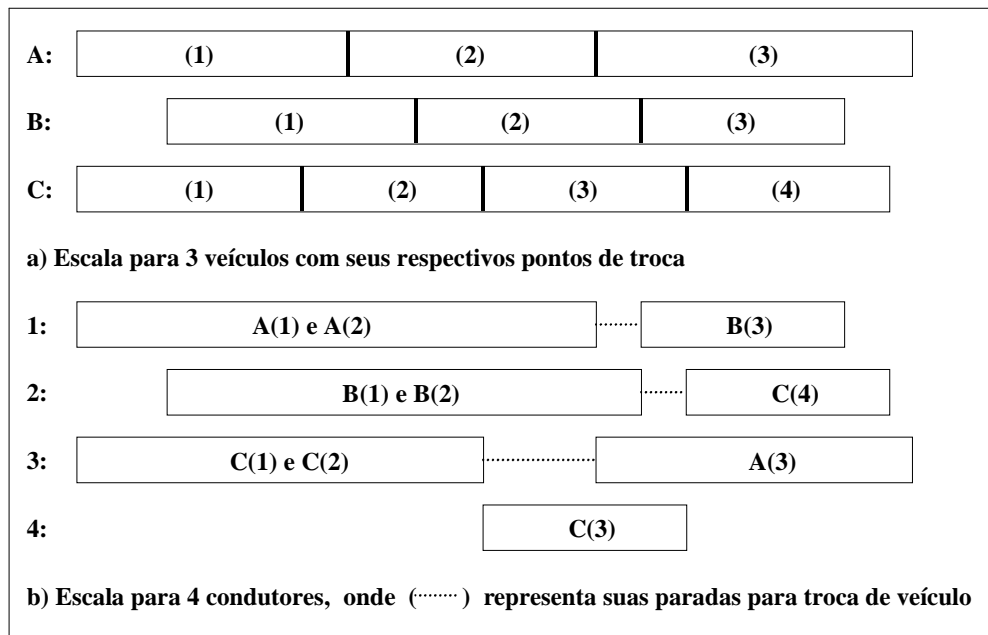 A: (1) (2) (3)
B: (1) (2) (3)
C: (1) (2) (3) (4)
a) Escala para 3 veículos com seus respectivos pontos de troca
1: A(1) e A(2) B(3)
2: B(1) e B(2) C(4)
3: C(1) e C(2) A(3)
4: C(3)
b) Escala para 4 condutores, onde (..........) representa suas paradas para troca de veículo